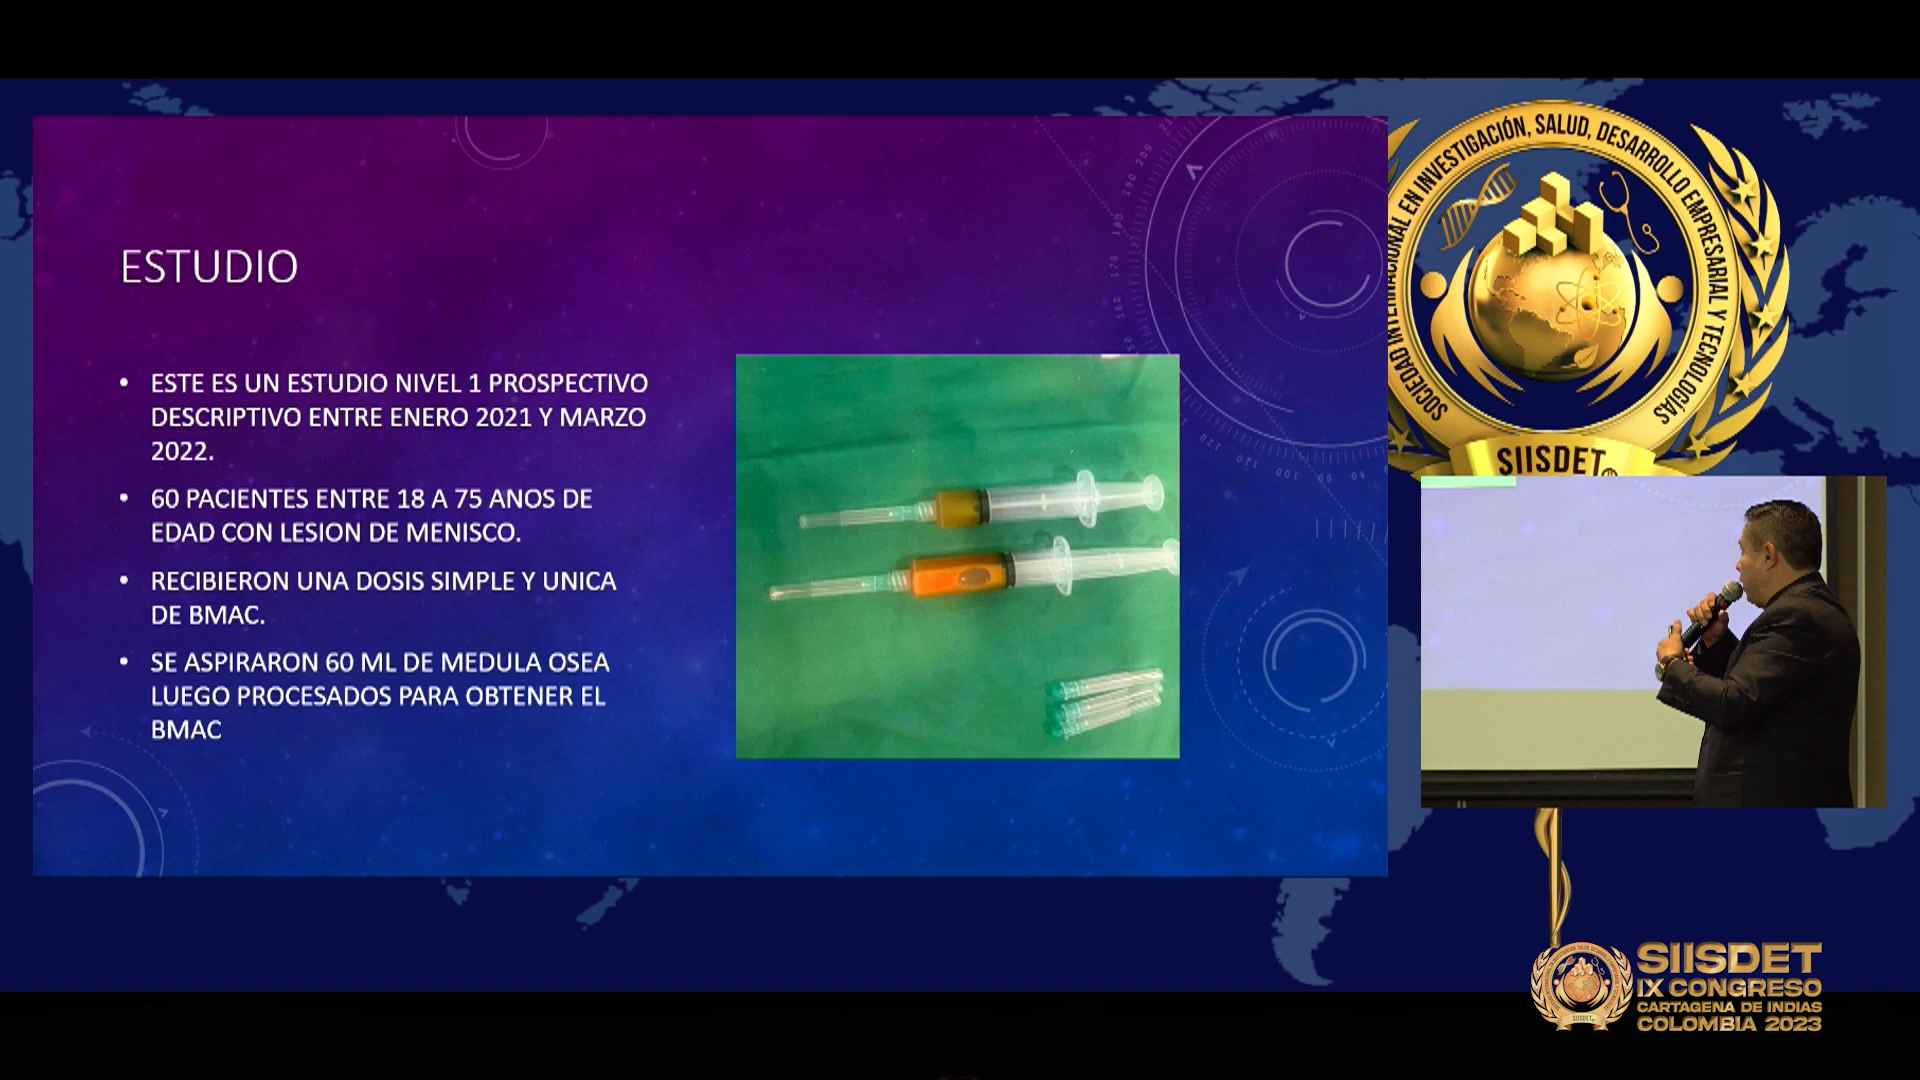 ESTUDIO
• ESTE ES UN ESTUDIO NIVEL 1 PROSPECTIVO
DESCRIPTIVO ENTRE ENERO 2021 Y MARZO
2022.
• 60 PACIENTES ENTRE 18 A 75 ANOS DE
EDAD CON LESION DE MENISCO.
• RECIBIERON UNA DOSIS SIMPLE Y UNICA
DE BMAC.
• SE ASPIRARON 60 ML DE MEDULA OSEA
LUEGO PROCESADOS PARA OBTENER EL
BMAC
SOCIEDAD INTERNACIONAL EN INVESTIGACIÓN, SALUD, DESARROLLO EMPRESARIAL Y TECNOLOGÍAS
SIISDET
SIISDET
IX CONGRESO
CARTAGENA DE INDIAS
COLOMBIA 2023